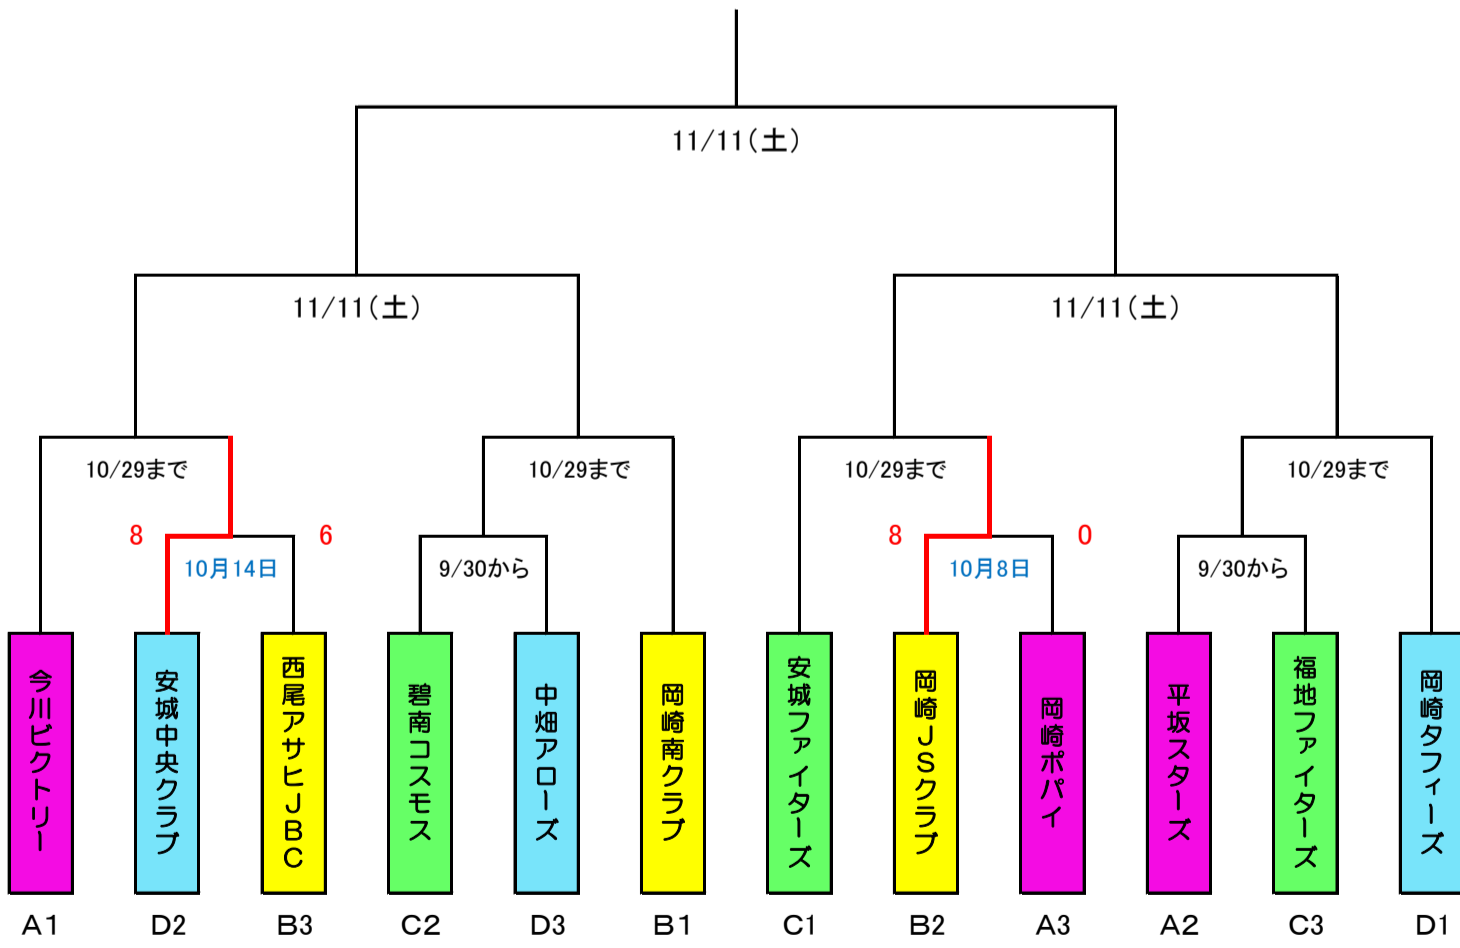 11/11(土)
11/11(土)
11/11(土)
10/29まで
10/29まで
10/29まで
10/29まで
8
6
8
0
10月14日
9/30から
10月8日
9/30から
今川ビクトリー
安城中央クラブ
西尾アサヒJBC
碧南コスモス
中畑アローズ
岡崎南クラブ
安城ファイターズ
岡崎JSクラブ
岡崎ポパイ
平坂スターズ
福地ファイターズ
岡崎タフィーズ
A1
D2
B3
C2
D3
B1
C1
B2
A3
A2
C3
D1